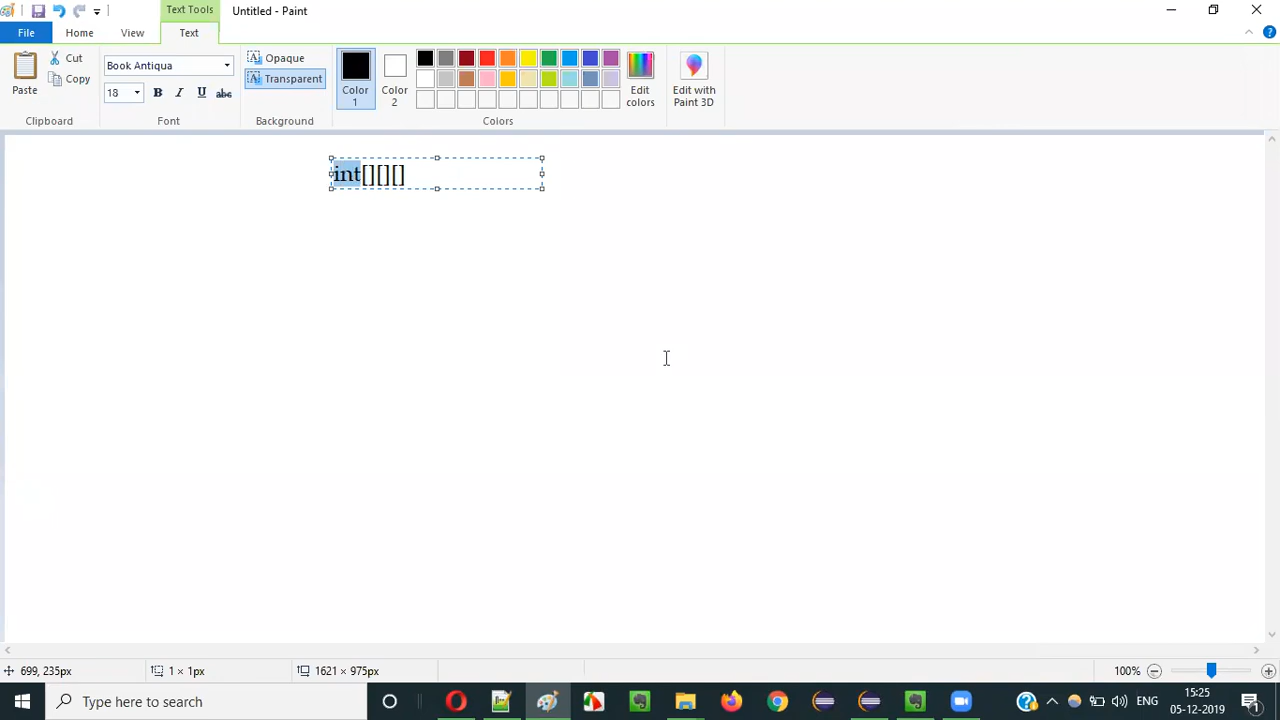 Text Tools
Untitled - Paint
File
Home
View
Text
Paste
Cut
Copy
Clipboard
Book Antiqua
18
B I U abc
Font
Opaque
Transparent
Background
Color 1
Color 2
Edit colors
Colors
Edit with Paint 3D
int[][][]
699, 235px
1 × 1px
1621 × 975px
100%
Type here to search
ENG
15:25
05-12-2019
1